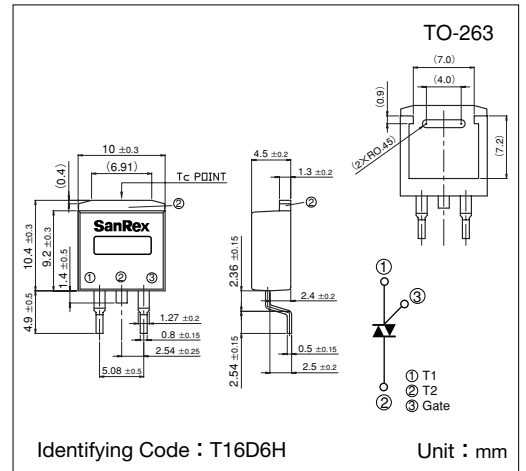 TO-263
(7.0)
(4.0)
(0.9)
(7.2)
(2×R0.45)
10 ±0.3
(6.91)
(0.4)
Tc POINT
②
SanRex
① ② ③
10.4 ±0.3
9.2 ±0.3
1.4 ±0.5
4.9 ±0.5
1.27 ±0.2
0.8 ±0.15
2.54 ±0.25
5.08 ±0.5
4.5 ±0.2
1.3 ±0.2
②
2.36 ±0.15
2.4 ±0.2
2.54 ±0.15
0.5 ±0.15
2.5 ±0.2
①
③
②
① T1
② T2
③ Gate
Identifying Code：T16D6H
Unit：mm